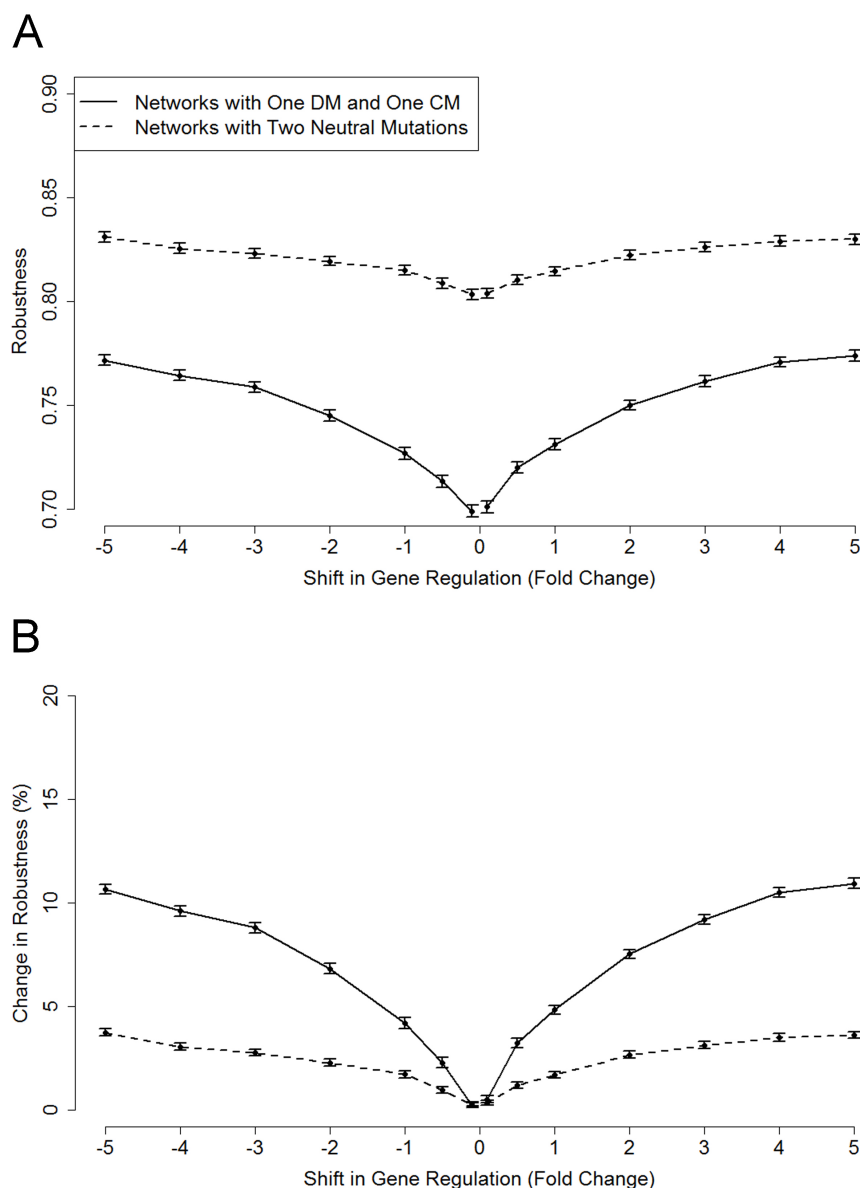 A
Networks with One DM and One CM
Networks with Two Neutral Mutations
Robustness
0.90
0.85
0.80
0.75
0.70
-5 -4 -3 -2 -1 0 1 2 3 4 5
Shift in Gene Regulation (Fold Change)
B
Change in Robustness (%)
20
15
10
5
0
-5 -4 -3 -2 -1 0 1 2 3 4 5
Shift in Gene Regulation (Fold Change)